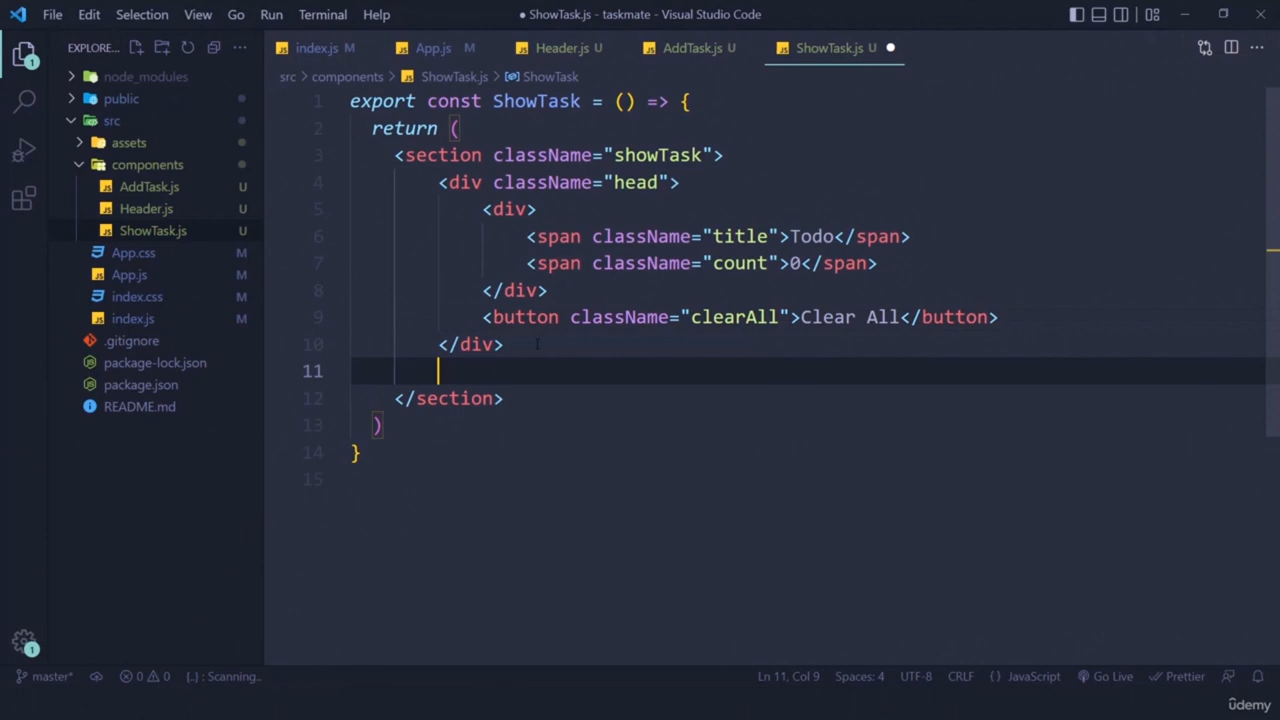 File Edit Selection View Go Run Terminal Help ● ShowTask.js - taskmate - Visual Studio Code
EXPLORE... ···
index.js M App.js M Header.js U AddTask.js U ShowTask.js U ●
src > components > ShowTask.js > ShowTask
node_modules
public
src
assets
components
AddTask.js U
Header.js U
ShowTask.js U
App.css M
App.js M
index.css M
index.js M
.gitignore
package-lock.json
package.json
README.md
1 export const ShowTask = () => {
2 return (
3 <section className="showTask">
4 <div className="head">
5 <div>
6 <span className="title">Todo</span>
7 <span className="count">0</span>
8 </div>
9 <button className="clearAll">Clear All</button>
10 </div>
11
12 </section>
13 )
14 }
15
1
1
master* 0 0 {..} : Scanning.. Ln 11, Col 9 Spaces: 4 UTF-8 CRLF {} JavaScript Go Live Prettier
ûdemy